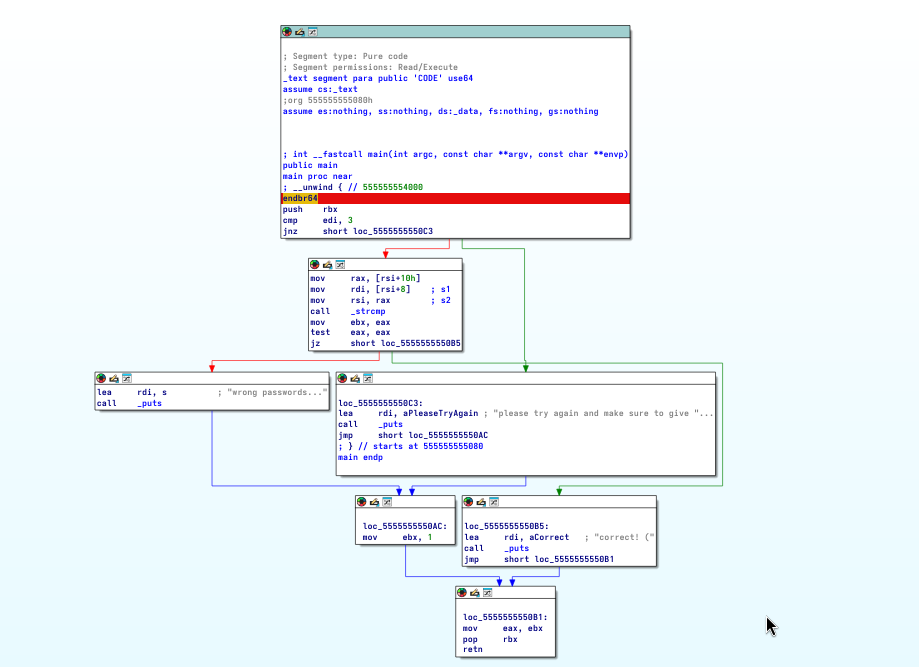 ; Segment type: Pure code
; Segment permissions: Read/Execute
_text segment para public 'CODE' use64
assume cs:_text
;org 555555555080h
assume es:nothing, ss:nothing, ds:_data, fs:nothing, gs:nothing
; int __fastcall main(int argc, const char **argv, const char **envp)
public main
main proc near
; __unwind { // 555555554000
endbr64
push rbx
cmp edi, 3
jnz short loc_5555555550C3
mov rax, [rsi+10h]
mov rdi, [rsi+8] ; s1
mov rsi, rax ; s2
call _strcmp
mov ebx, eax
test eax, eax
jz short loc_5555555550B5
lea rdi, s ; "wrong passwords..."
call _puts
loc_5555555550C3:
lea rdi, aPleaseTryAgain ; "please try again and make sure to give "...
call _puts
jmp short loc_5555555550AC
; } // starts at 555555555080
main endp
loc_5555555550AC:
mov ebx, 1
loc_5555555550B5:
lea rdi, aCorrect ; "correct! ("
call _puts
jmp short loc_5555555550B1
loc_5555555550B1:
mov eax, ebx
pop rbx
retn